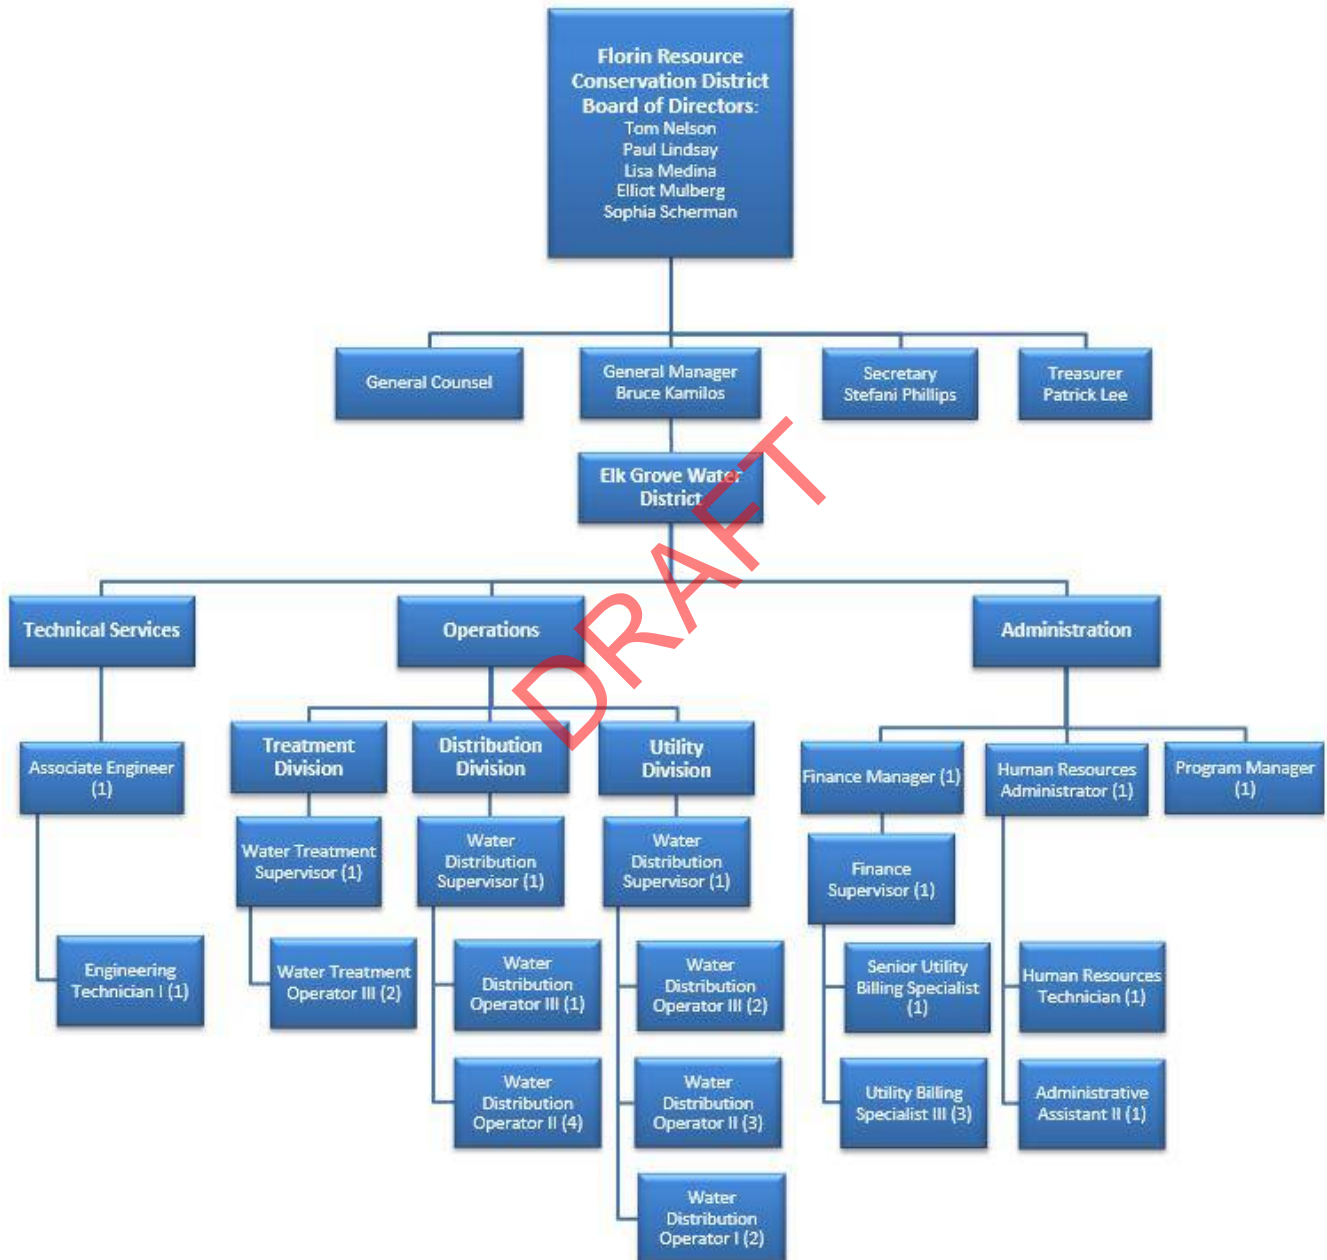 Florin Resource
Conservation District
Board of Directors:
Tom Nelson
Paul Lindsay
Lisa Medina
Elliot Mulberg
Sophia Scherman
General Counsel
General Manager
Bruce Kamilos
Secretary
Stefani Phillips
Treasurer
Patrick Lee
Elk Grove Water
District
DRAFT
Technical Services
Operations
Administration
Associate Engineer
(1)
Engineering
Technician I (1)
Treatment
Division
Water Treatment
Supervisor (1)
Water Treatment
Operator III (2)
Distribution
Division
Water
Distribution
Supervisor (1)
Water
Distribution
Operator III (1)
Water
Distribution
Operator II (4)
Utility
Division
Water
Distribution
Supervisor (1)
Water
Distribution
Operator III (2)
Water
Distribution
Operator II (3)
Water
Distribution
Operator I (2)
Finance Manager (1)
Finance
Supervisor (1)
Senior Utility
Billing Specialist
(1)
Utility Billing
Specialist III (3)
Human Resources
Administrator (1)
Human Resources
Technician (1)
Administrative
Assistant II (1)
Program Manager
(1)